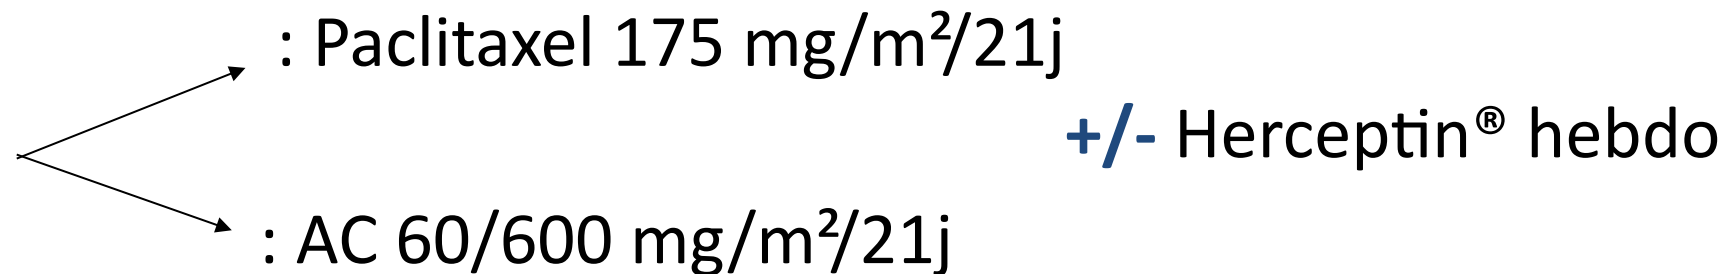 : Paclitaxel 175 mg/m²/21j
+/- Herceptin® hebdo
: AC 60/600 mg/m²/21j